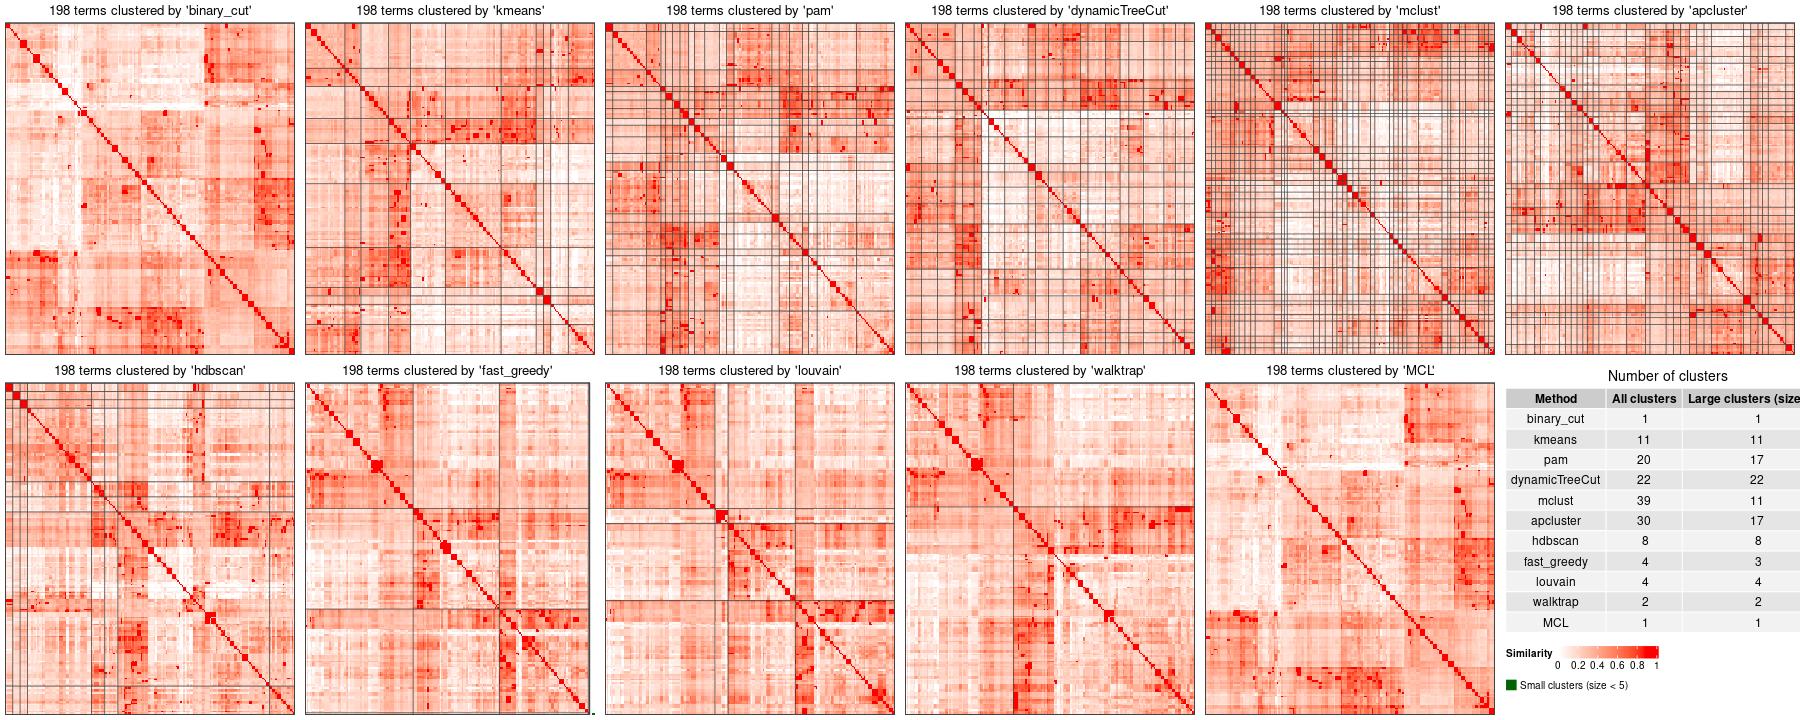 198 terms clustered by 'binary_cut'
198 terms clustered by 'kmeans'
198 terms clustered by 'pam'
198 terms clustered by 'dynamicTreeCut'
198 terms clustered by 'mclust'
198 terms clustered by 'apcluster'
198 terms clustered by 'hdbscan'
198 terms clustered by 'fast_greedy'
198 terms clustered by 'louvain'
198 terms clustered by 'walktrap'
198 terms clustered by 'MCL'
Number of clusters
Method All clusters Large clusters (size
binary_cut 1 1
kmeans 11 11
pam 20 17
dynamicTreeCut 22 22
mclust 39 11
apcluster 30 17
hdbscan 8 8
fast_greedy 4 3
louvain 4 4
walktrap 2 2
MCL 1 1
Similarity
0 0.2 0.4 0.6 0.8 1
Small clusters (size < 5)